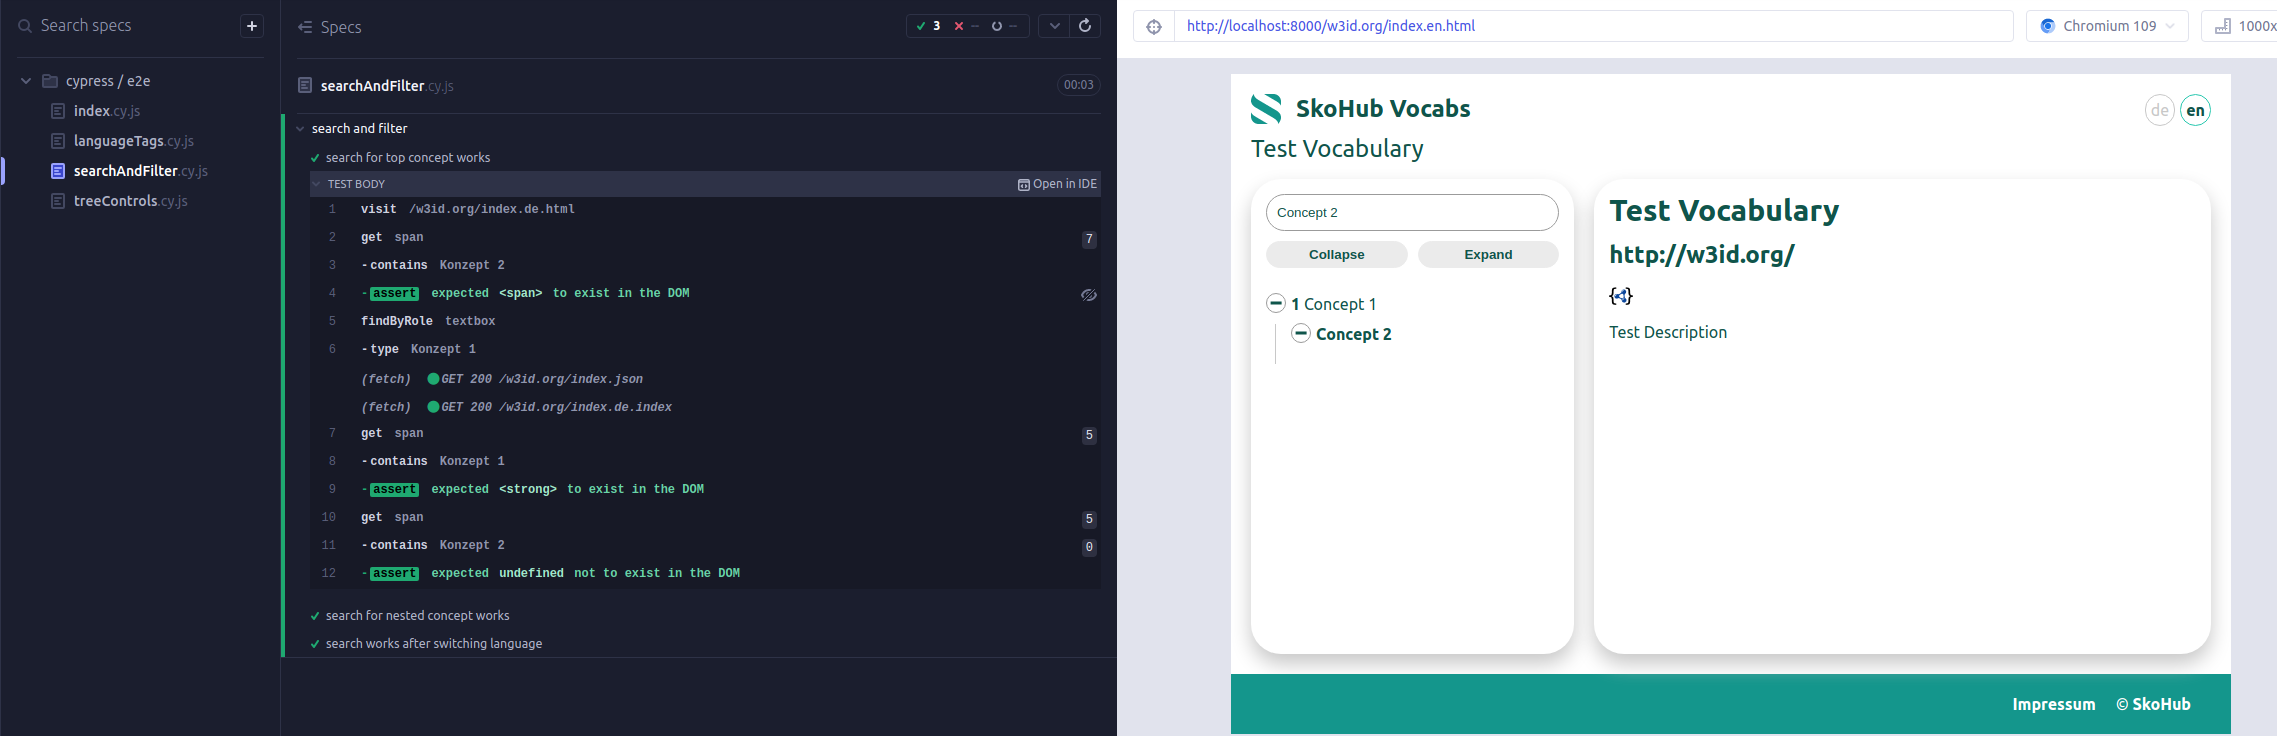 Search specs
+
cypress / e2e
index.cy.js
languageTags.cy.js
searchAndFilter.cy.js
treeControls.cy.js
Specs
3 -- --
searchAndFilter.cy.js 00:03
search and filter
search for top concept works
TEST BODY Open in IDE
1 visit /w3id.org/index.de.html
2 get span 7
3 -contains Konzept 2
4 -assert expected <span> to exist in the DOM
5 findByRole textbox
6 -type Konzept 1
(fetch) GET 200 /w3id.org/index.json
(fetch) GET 200 /w3id.org/index.de.index
7 get span 5
8 -contains Konzept 1
9 -assert expected <strong> to exist in the DOM
10 get span 5
11 -contains Konzept 2 0
12 -assert expected undefined not to exist in the DOM
search for nested concept works
search works after switching language
http://localhost:8000/w3id.org/index.en.html
Chromium 109
1000x
SkoHub Vocabs
de en
Test Vocabulary
Concept 2
Collapse Expand
1 Concept 1
Concept 2
Test Vocabulary
http://w3id.org/
Test Description
Impressum © SkoHub